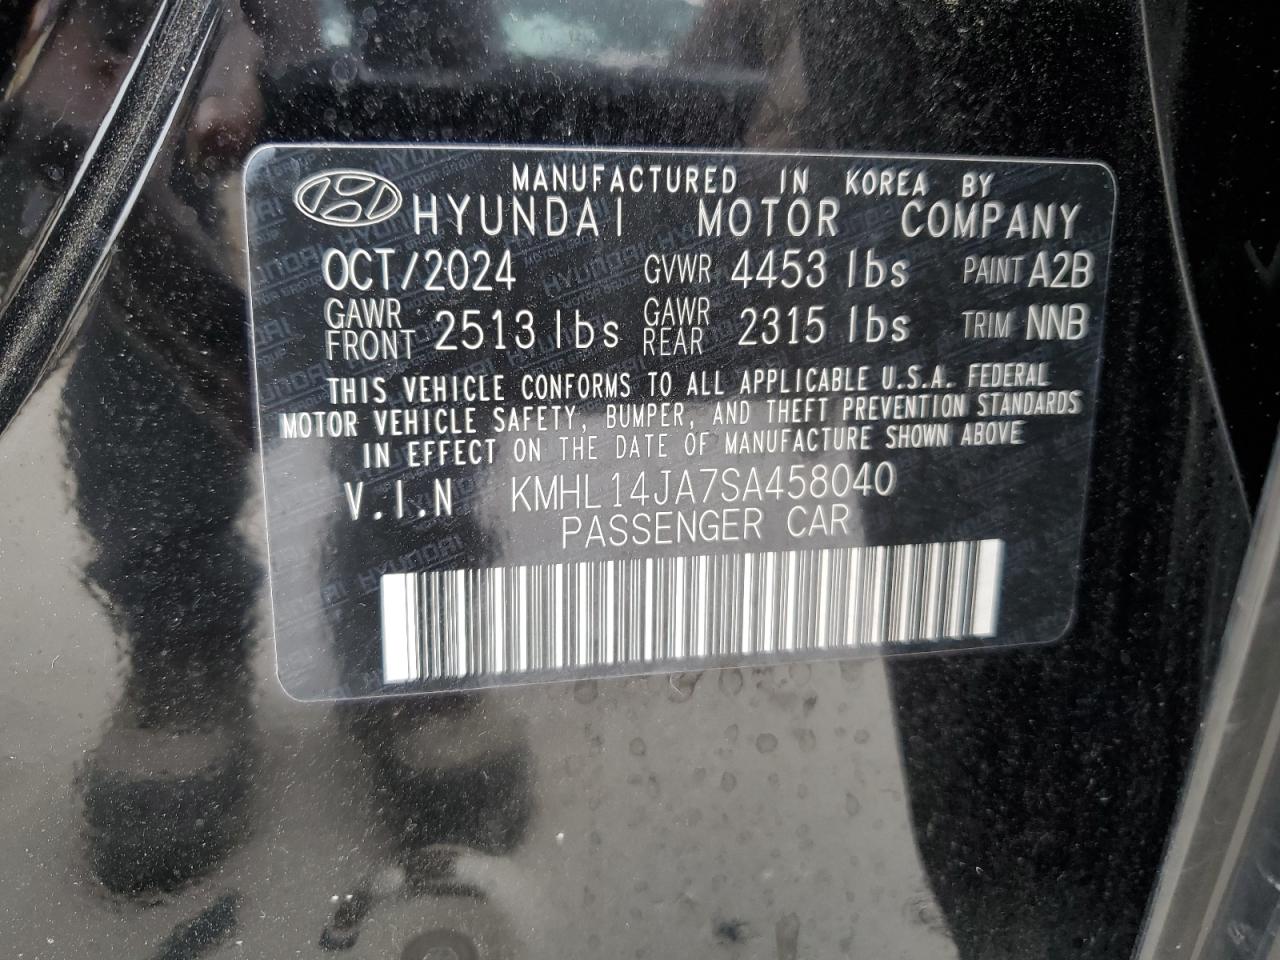 MANUFACTURED IN KOREA BY
HYUNDAI MOTOR COMPANY
OCT/2024 GVWR 4453 lbs PAINT A2B
GAWR FRONT 2513 lbs GAWR REAR 2315 lbs TRIM NNB
THIS VEHICLE CONFORMS TO ALL APPLICABLE U.S.A. FEDERAL
MOTOR VEHICLE SAFETY, BUMPER, AND THEFT PREVENTION STANDARDS
IN EFFECT ON THE DATE OF MANUFACTURE SHOWN ABOVE
V.I.N KMHL14JA7SA458040
PASSENGER CAR